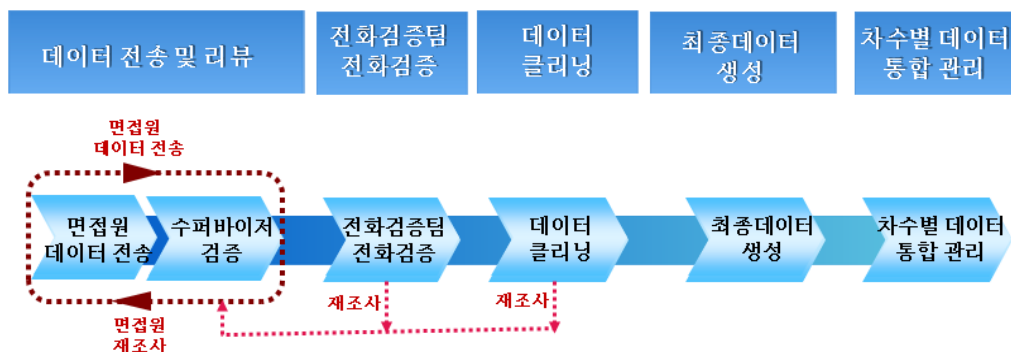 데이터 전송 및 리뷰
전화검증팀
전화검증
데이터
클리닝
최종데이터
생성
차수별 데이터
통합 관리
면접원
데이터 전송
면접원
데이터 전송
수퍼바이저
검증
전화검증팀
전화검증
데이터
클리닝
최종데이터
생성
차수별 데이터
통합 관리
재조사
재조사
면접원
재조사